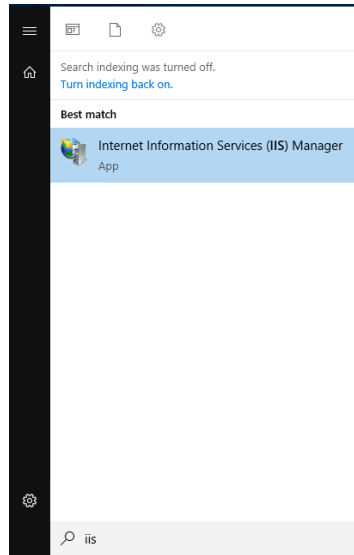 Search indexing was turned off.
Turn indexing back on.
Best match
Internet Information Services (IIS) Manager
App
iis